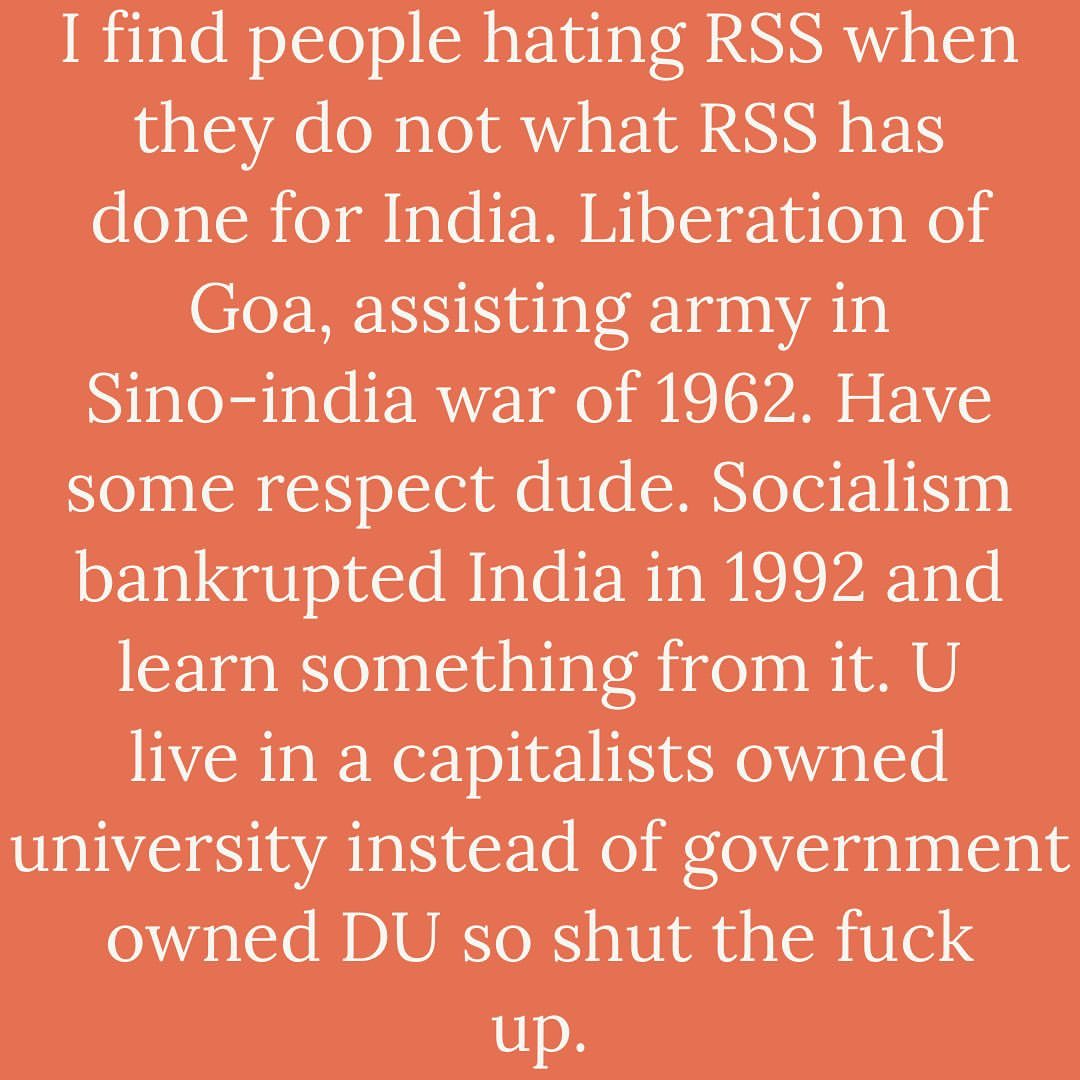 I find people hating RSS when
they do not what RSS has
done for India. Liberation of
Goa, assisting army in
Sino-india war of 1962. Have
some respect dude. Socialism
bankrupted India in 1992 and
learn something from it. U
live in a capitalists owned
university instead of government
owned DU so shut the fuck
up.